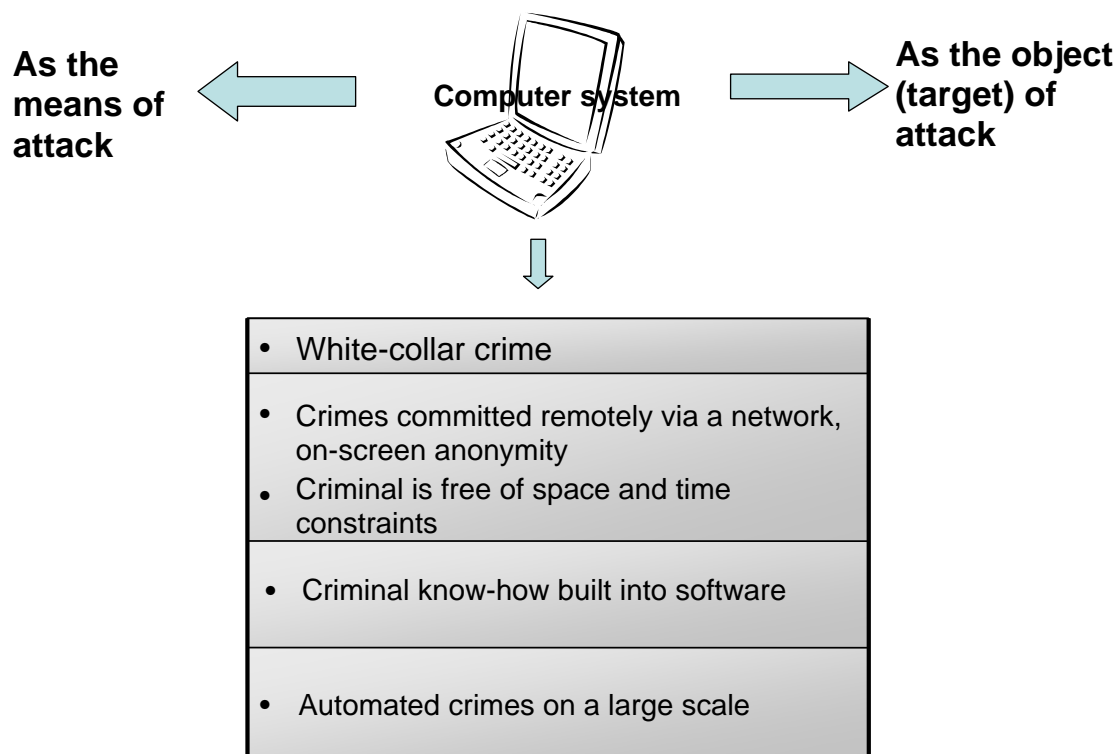 As the
means of
attack
Computer system
As the object
(target) of
attack
• White-collar crime
• Crimes committed remotely via a network,
on-screen anonymity
• Criminal is free of space and time
constraints
• Criminal know-how built into software
• Automated crimes on a large scale